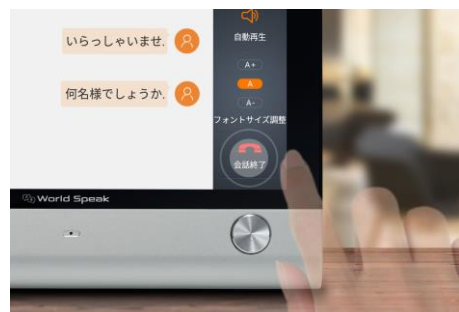 いらっしゃいませ.
自動再生
A+
何名様でしょうか.
A
A-
フォントサイズ調整
会話終了
World Speak